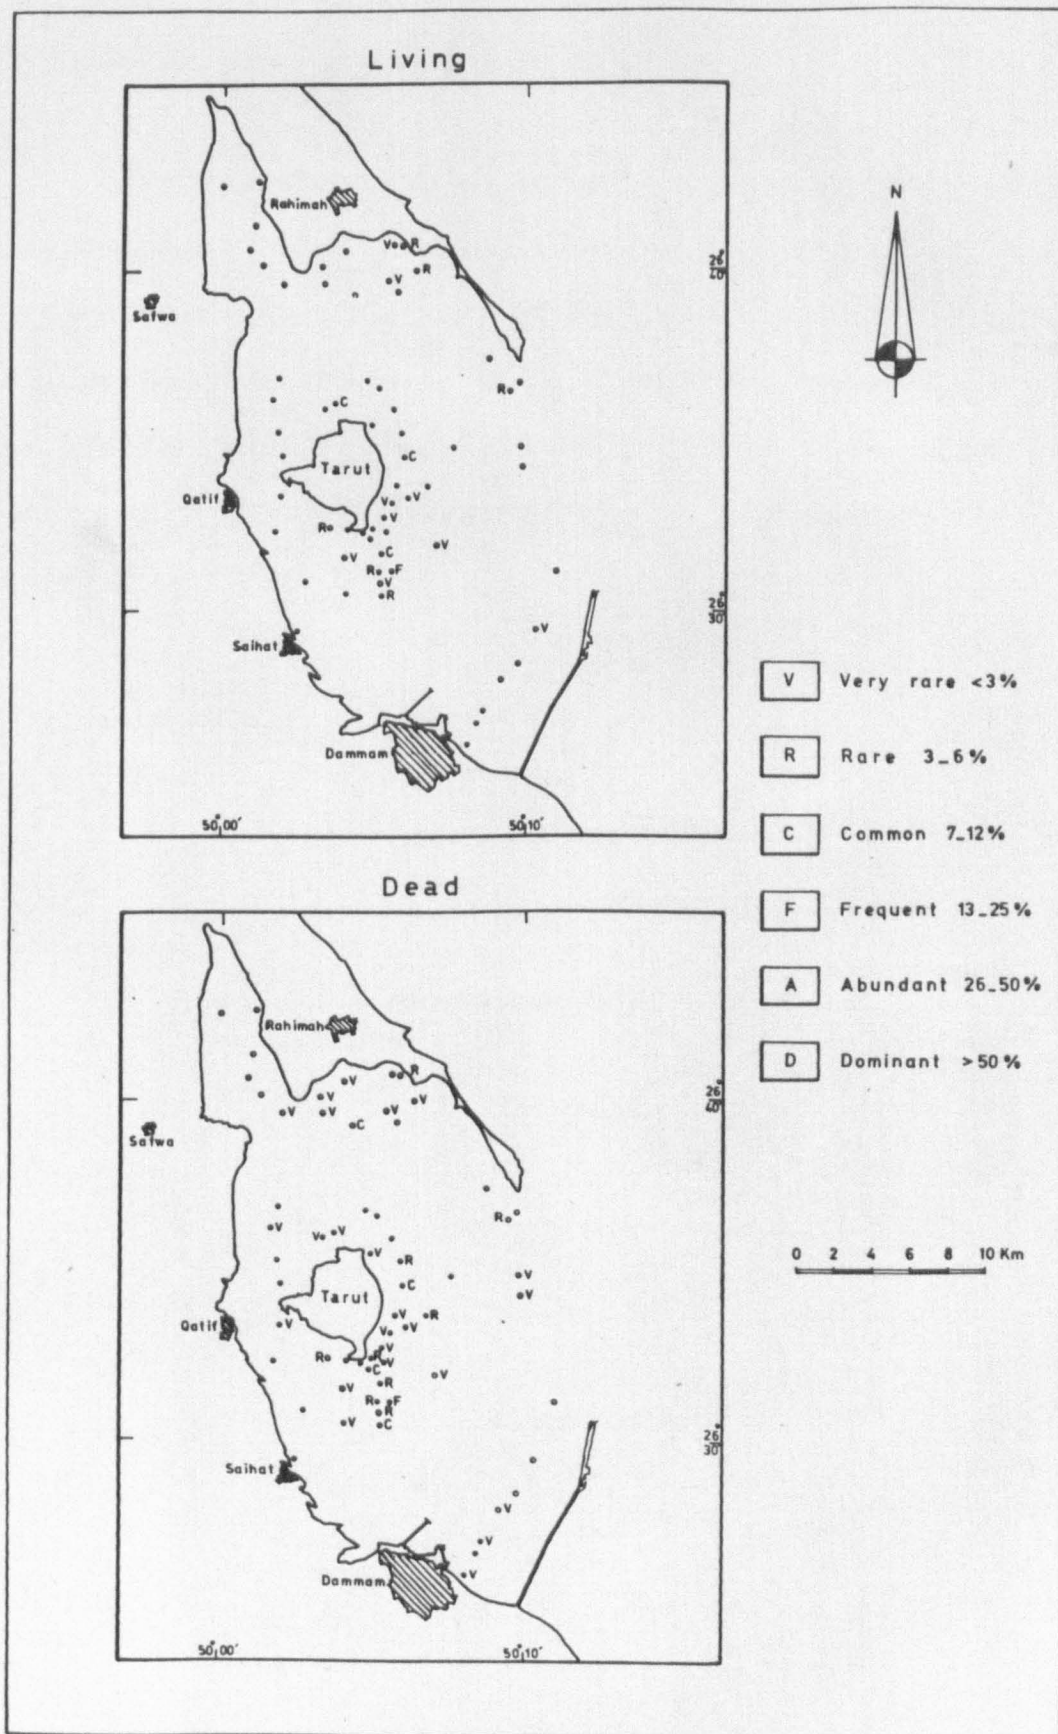 Living
Rahimah
V R
R
V
26°
40'
Safwa
R
C
Tarut
C
Qatif
V V
V
R
V
C
V
R F
V
R
26°
30'
V
Saihat
Dammam
50°00' 50°10'
N
V Very rare <3%
R Rare 3_6%
C Common 7_12%
F Frequent 13_25%
A Abundant 26_50%
D Dominant >50%
0 2 4 6 8 10 Km
Dead
Rahimah
R
V
V
V
V V V
C
26°
40'
Safwa
R
V
V V
V
R
C
V
V
Tarut
V R
V
V
Qatif
V
V
R R
V
C
V
R
V
R F
R
V C
26°
30'
Saihat
V
V
V
Dammam
50°00' 50°10'